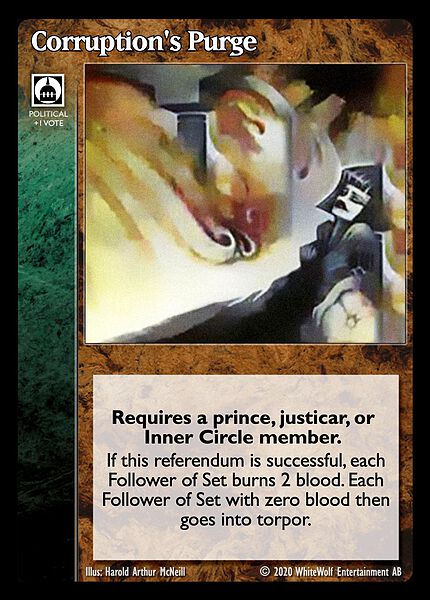 Corruption's Purge
POLITICAL
+1 VOTE
Requires a prince, justicar, or
Inner Circle member.
If this referendum is successful, each
Follower of Set burns 2 blood. Each
Follower of Set with zero blood then
goes into torpor.
Illus: Harold Arthur McNeill
© 2020 WhiteWolf Entertainment AB